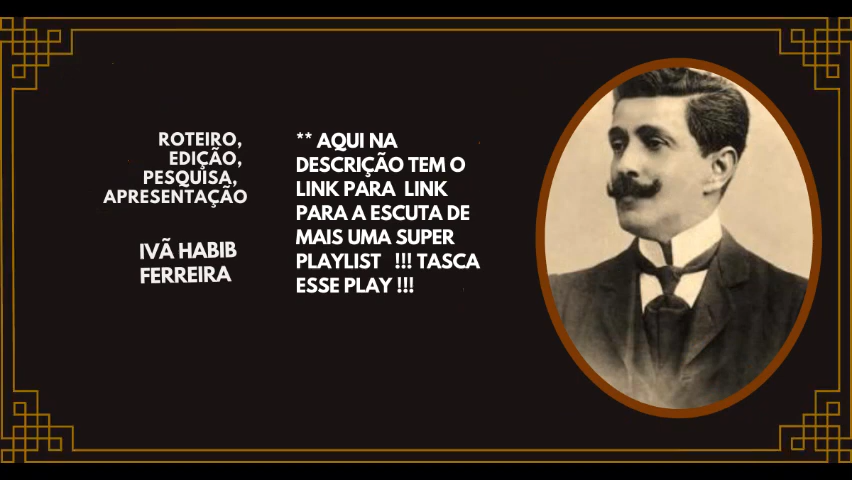 ROTEIRO,
EDIÇÃO,
PESQUISA,
APRESENTAÇÃO
IVÃ HABIB
FERREIRA
** AQUI NA
DESCRIÇÃO TEM O
LINK PARA LINK
PARA A ESCUTA DE
MAIS UMA SUPER
PLAYLIST !!! TASCA
ESSE PLAY !!!